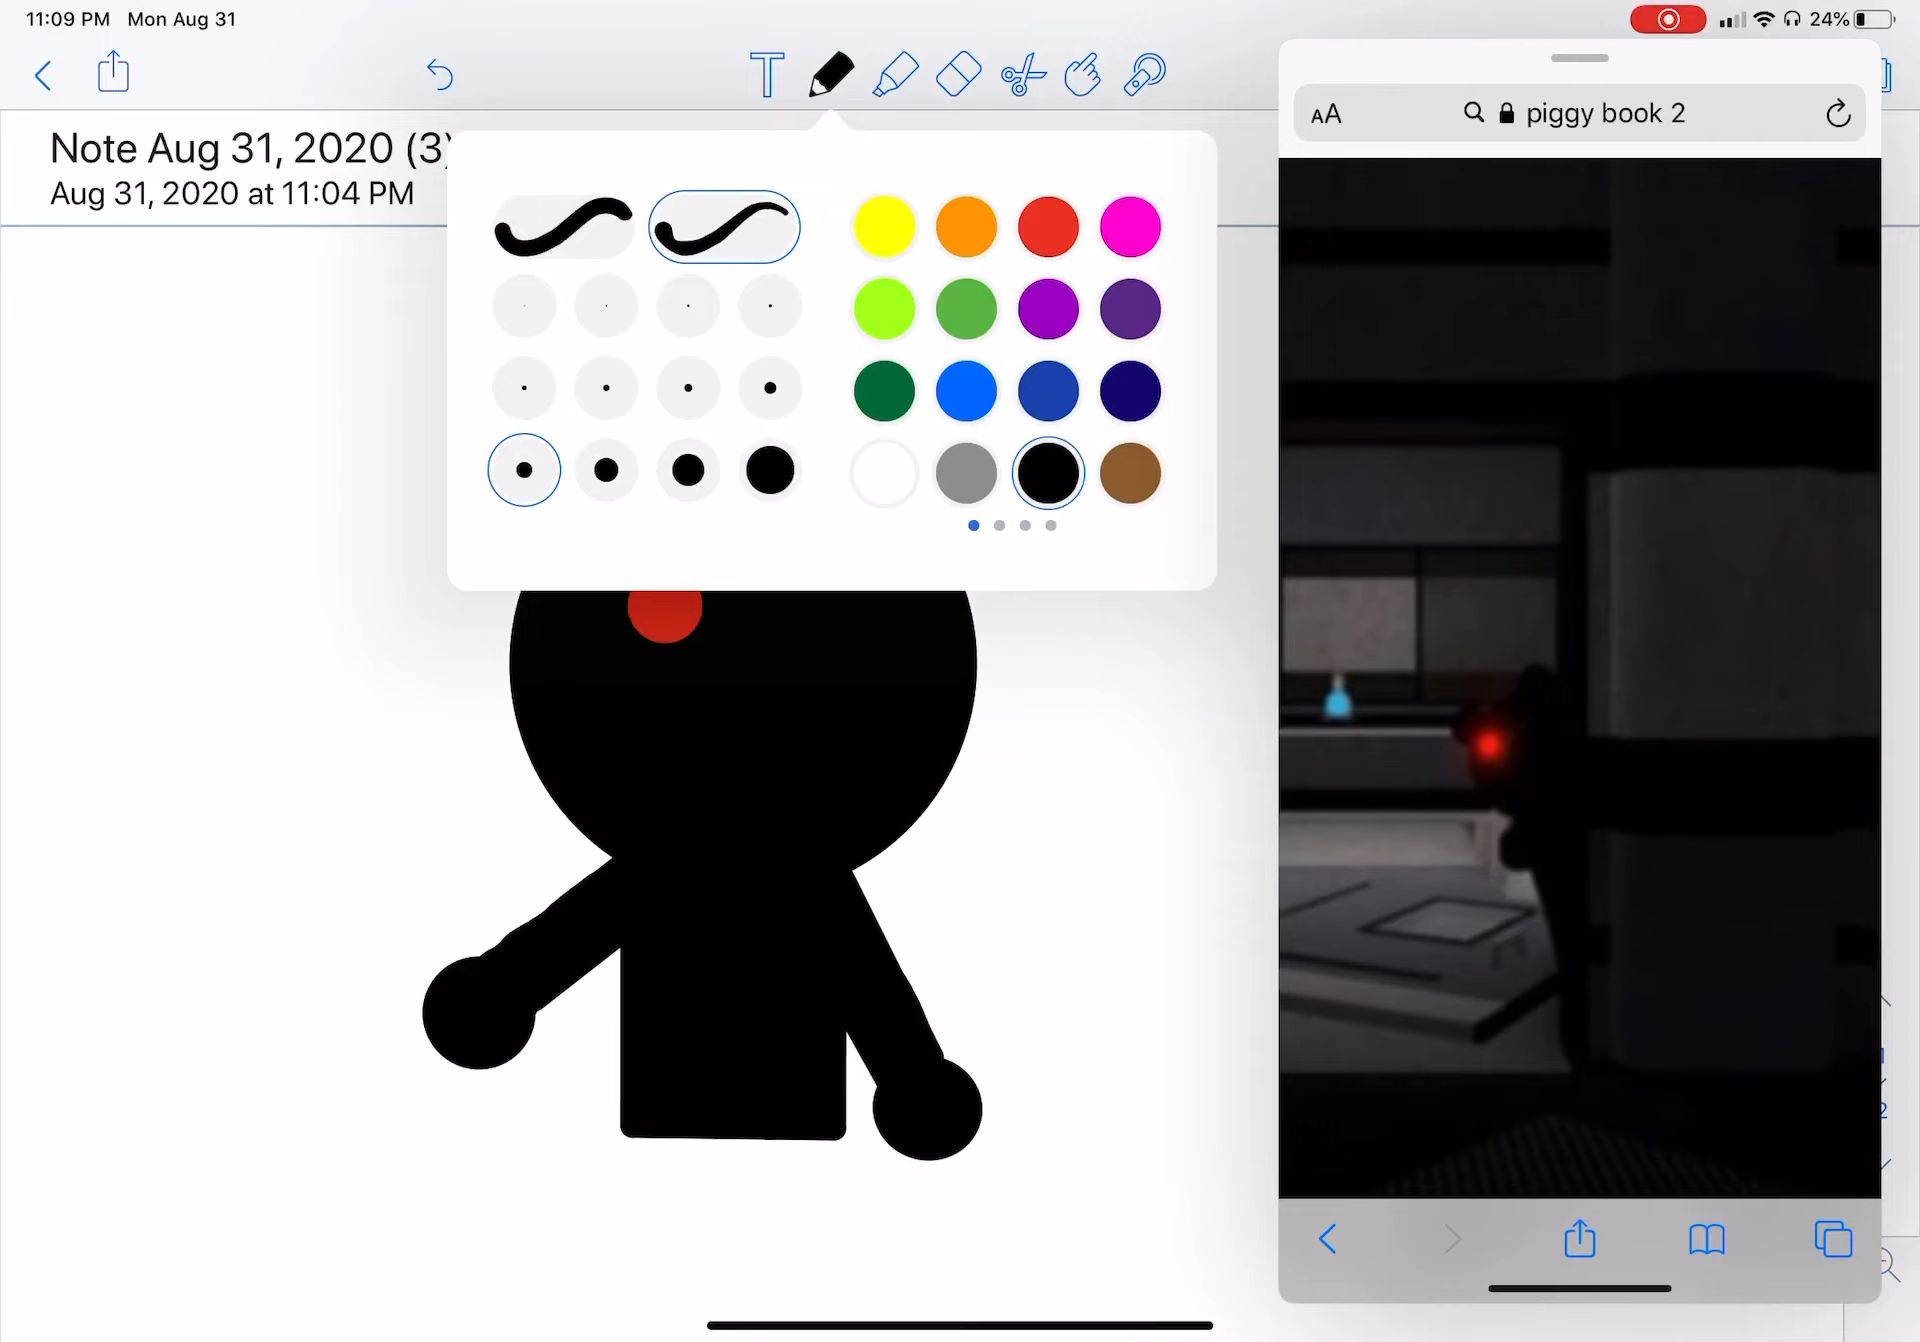 11:09 PM Mon Aug 31
24%
T
AA
piggy book 2
Note Aug 31, 2020 (3)
Aug 31, 2020 at 11:04 PM
2